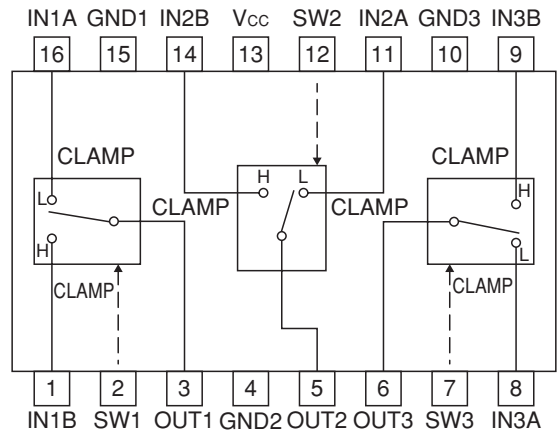 IN1A GND1 IN2B Vcc SW2 IN2A GND3 IN3B
16 15 14 13 12 11 10 9
CLAMP CLAMP
H L
L H
CLAMP CLAMP
H L
CLAMP CLAMP
1 2 3 4 5 6 7 8
IN1B SW1 OUT1 GND2 OUT2 OUT3 SW3 IN3A